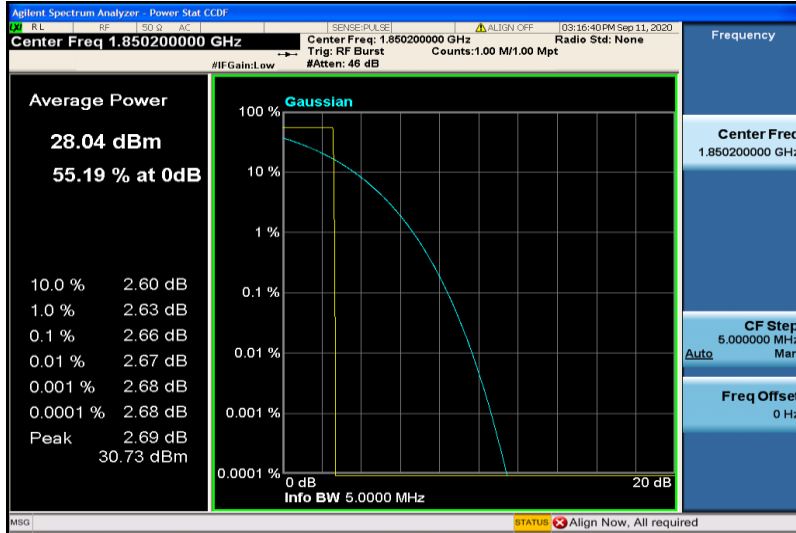 Agilent Spectrum Analyzer - Power Stat CCDF
LXI RL RF 50 Ω AC SENSE:PULSE ALIGN OFF 03:16:40 PM Sep 11, 2020
Center Freq 1.850200000 GHz
Center Freq: 1.850200000 GHz Radio Std: None
Trig: RF Burst Counts:1.00 M/1.00 Mpt
#IFGain:Low #Atten: 46 dB
Frequency
Average Power
28.04 dBm
55.19 % at 0dB
10.0 % 2.60 dB
1.0 % 2.63 dB
0.1 % 2.66 dB
0.01 % 2.67 dB
0.001 % 2.68 dB
0.0001 % 2.68 dB
Peak 2.69 dB
30.73 dBm
Gaussian
100 %
10 %
1 %
0.1 %
0.01 %
0.001 %
0.0001 %
0 dB 20 dB
Info BW 5.0000 MHz
Center Freq
1.850200000 GHz
CF Step
5.000000 MHz
Auto Man
Freq Offset
0 Hz
MSG STATUS Align Now, All required